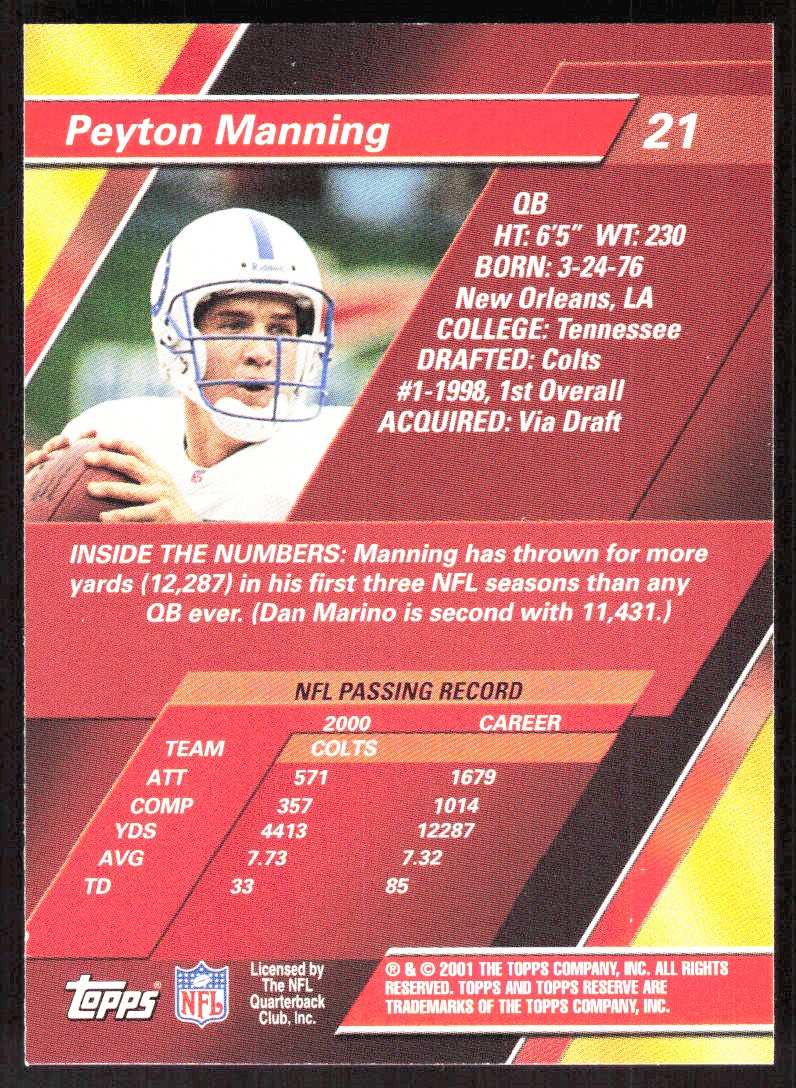 Peyton Manning
21
Riddell
QB
HT: 6'5" WT: 230
BORN: 3-24-76
New Orleans, LA
COLLEGE: Tennessee
DRAFTED: Colts
#1-1998, 1st Overall
ACQUIRED: Via Draft
INSIDE THE NUMBERS: Manning has thrown for more
yards (12,287) in his first three NFL seasons than any
QB ever. (Dan Marino is second with 11,431.)
NFL PASSING RECORD
2000 CAREER
TEAM COLTS
ATT 571 1679
COMP 357 1014
YDS 4413 12287
AVG 7.73 7.32
TD 33 85
TOPPS®
NFL
Licensed by
The NFL
Quarterback
Club, Inc.
® & © 2001 THE TOPPS COMPANY, INC. ALL RIGHTS
RESERVED. TOPPS AND TOPPS RESERVE ARE
TRADEMARKS OF THE TOPPS COMPANY, INC.